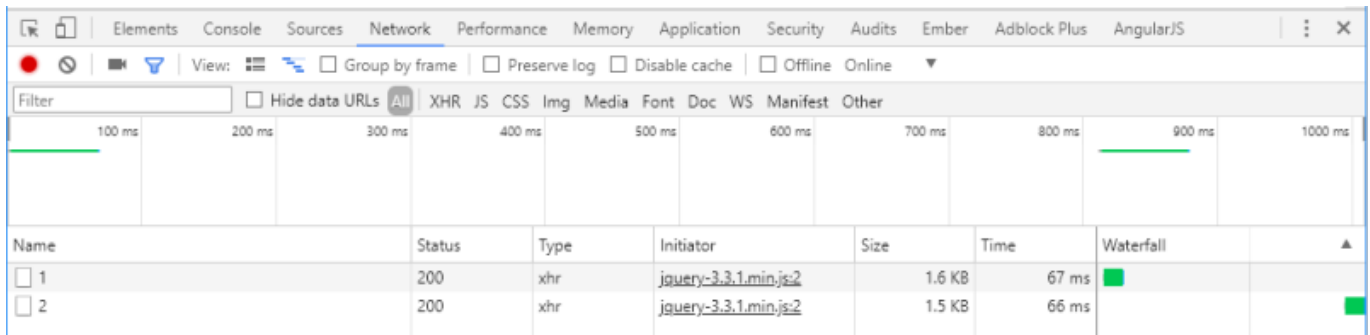 Elements Console Sources Network Performance Memory Application Security Audits Ember Adblock Plus AngularJS
View: Group by frame Preserve log Disable cache Offline Online
Filter Hide data URLs All XHR JS CSS Img Media Font Doc WS Manifest Other
100 ms 200 ms 300 ms 400 ms 500 ms 600 ms 700 ms 800 ms 900 ms 1000 ms
Name Status Type Initiator Size Time Waterfall
1 200 xhr jquery-3.3.1.min.js:2 1.6 KB 67 ms
2 200 xhr jquery-3.3.1.min.js:2 1.5 KB 66 ms